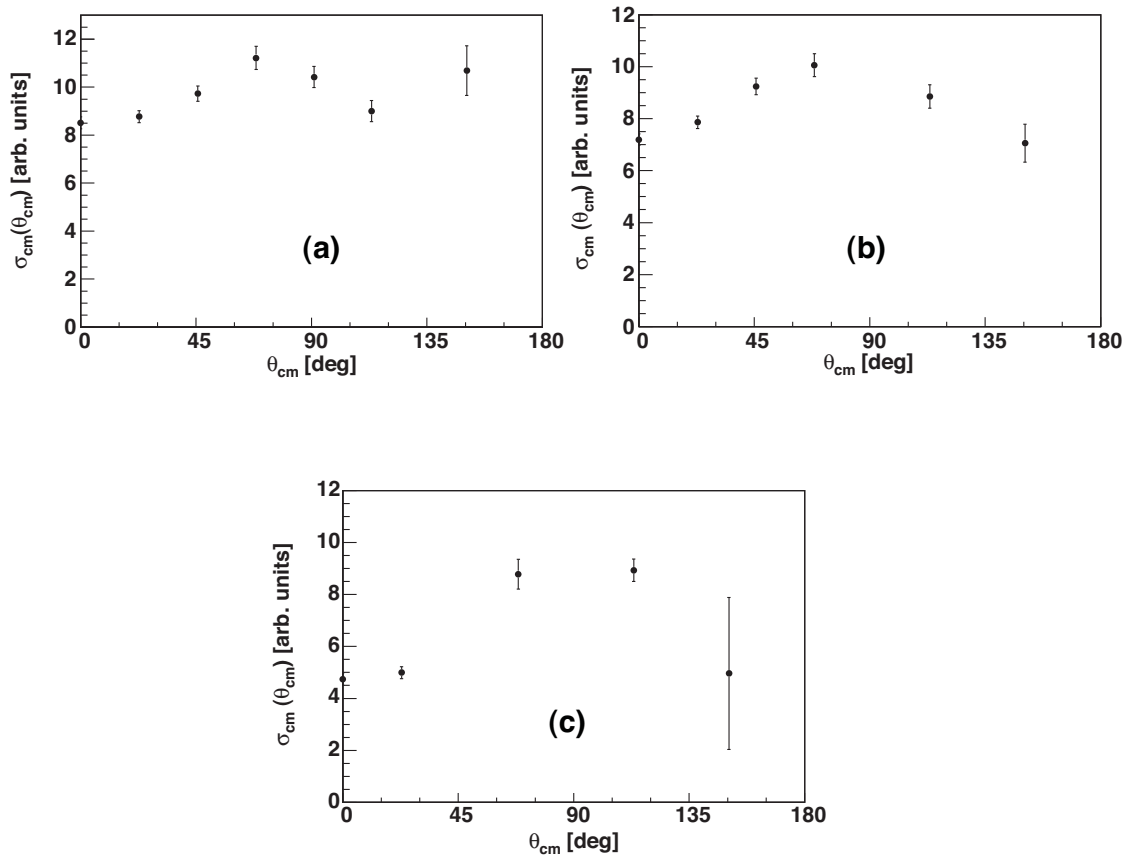 12
10
8
6
4
2
0
σcm(θcm) [arb. units]
(a)
0 45 90 135 180
θcm [deg]
12
10
8
6
4
2
0
σcm (θcm) [arb. units]
(b)
0 45 90 135 180
θcm [deg]
12
10
8
6
4
2
0
σcm (θcm) [arb. units]
(c)
0 45 90 135 180
θcm [deg]